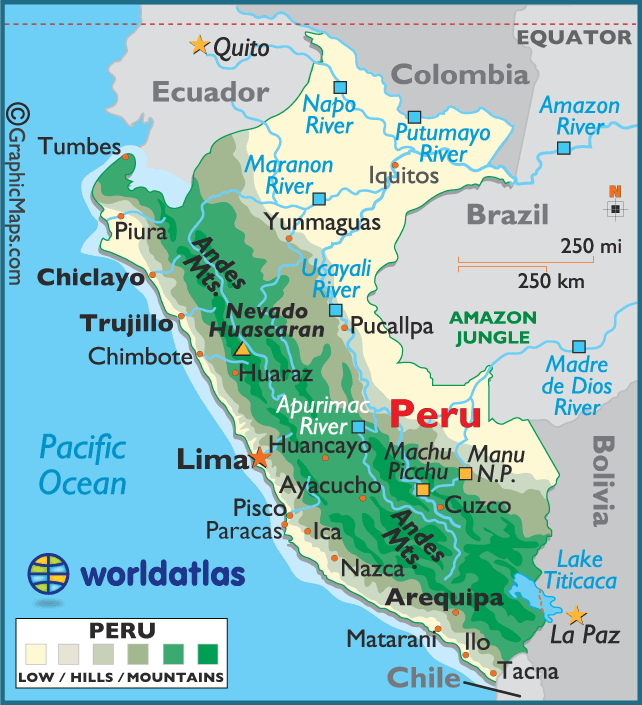 EQUATOR
Quito
Colombia
Ecuador
Napo
River
Putumayo
River
Amazon
River
© GraphicMaps.com
Tumbes
Maranon
River
Iquitos
N
Brazil
Piura
Yunmaguas
250 mi
250 km
Andes
Mts.
Chiclayo
Ucayali
River
Nevado
Huascaran
Trujillo
Pucallpa
AMAZON
JUNGLE
Chimbote
Huaraz
Madre
de Dios
River
Apurimac
River
Peru
Pacific
Ocean
Lima
Huancayo
Machu
Picchu
Manu
N.P.
Bolivia
Ayacucho
Cuzco
Pisco
Paracas
Ica
Andes
Mts.
Nazca
Lake
Titicaca
worldatlas
Arequipa
La Paz
Matarani
Ilo
Tacna
Chile
PERU
LOW / HILLS / MOUNTAINS